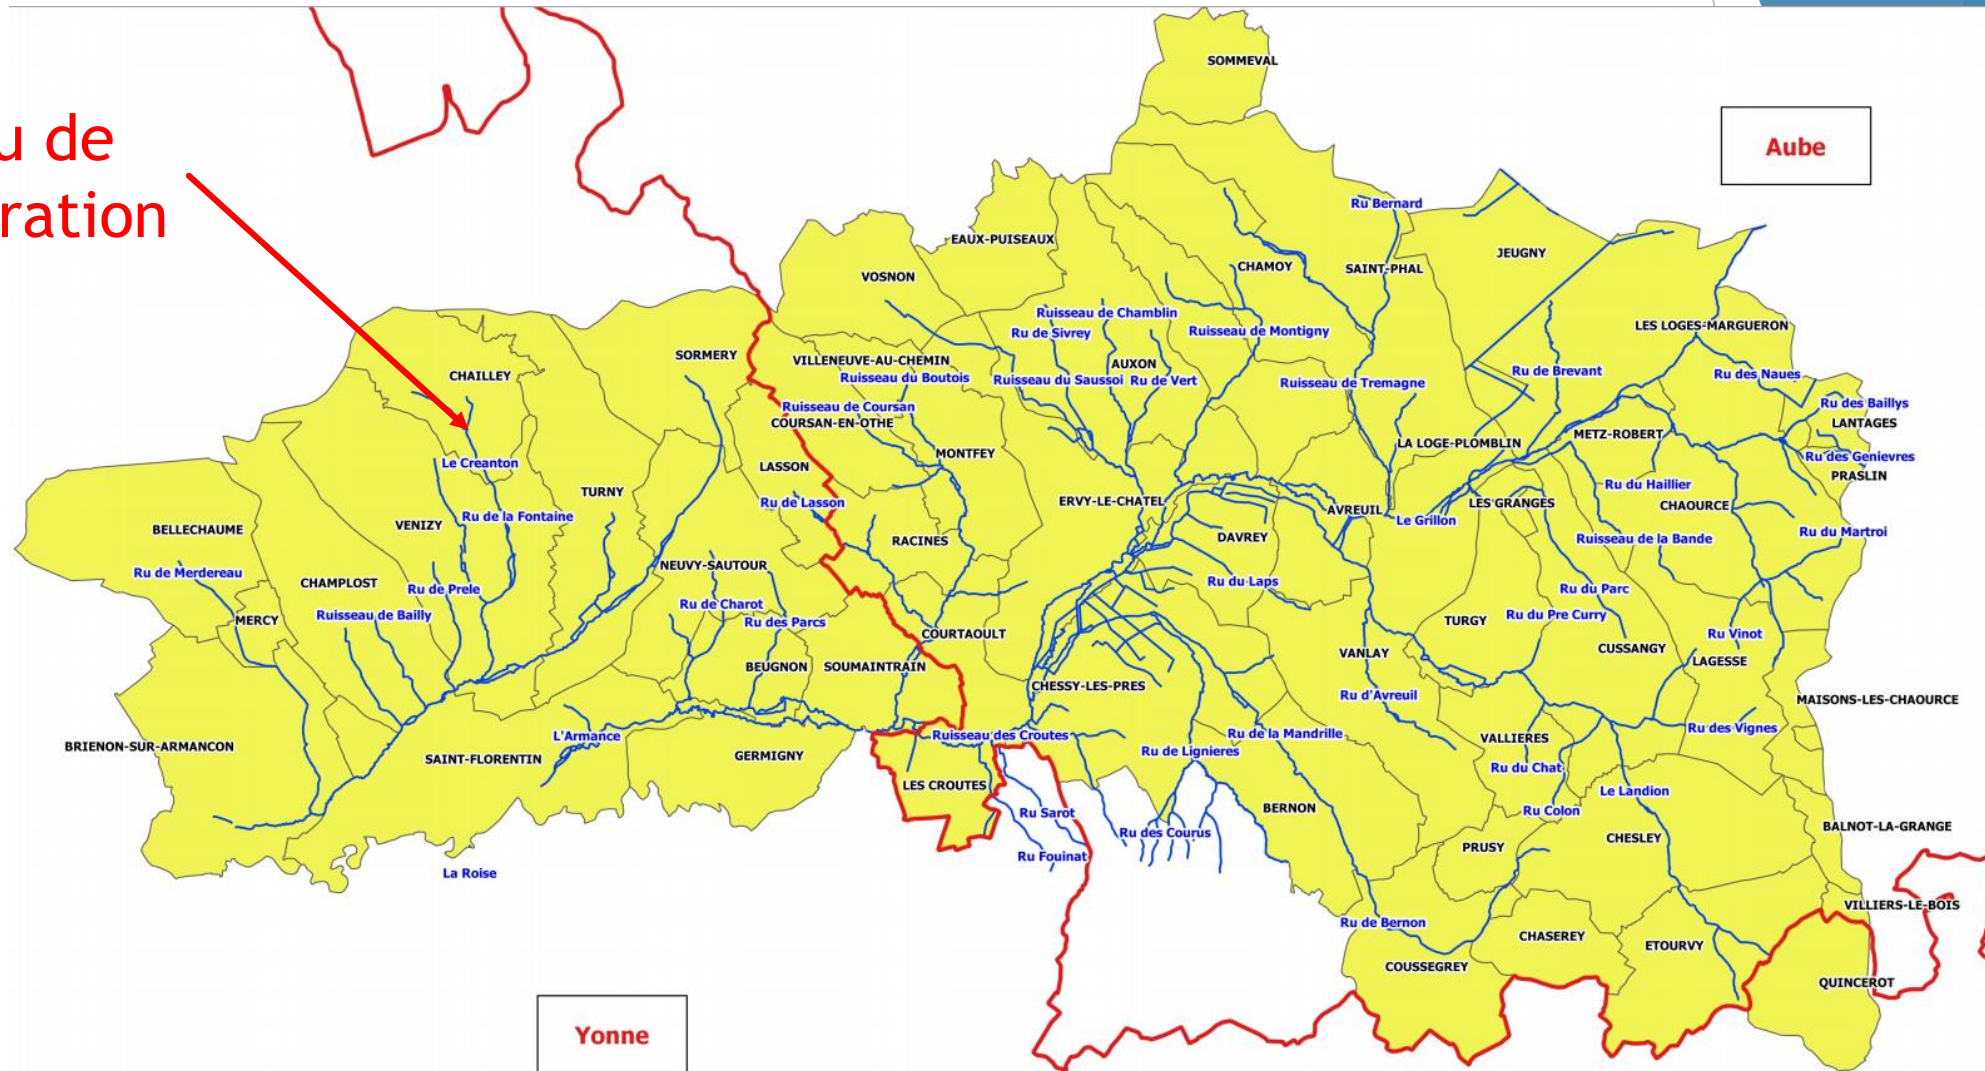 SOMMEVAL
u de
ration
Aube
Ru Bernard
EAUX-PUISEAUX
VOSNON
CHAMOY
SAINT-PHAL
JEUGNY
Ruisseau de Chamblin
Ru de Sivrey
Ruisseau de Montigny
LES LOGES-MARGUERON
SORMERY
VILLENEUVE-AU-CHEMIN
AUXON
CHAILLEY
Ruisseau du Boutois
Ruisseau du Saussoi
Ru de Vert
Ruisseau de Tremagne
Ru de Brevant
Ru des Naues
Ruisseau de Coursan
COURSAN-EN-OTHE
Ru des Baillys
LANTAGES
LA LOGE-PLOMBLIN
METZ-ROBERT
MONTFEY
Le Creanton
LASSON
Ru des Genievres
PRASLIN
TURNY
Ru de Lasson
ERVY-LE-CHATEL
AVREUIL
Le Grillon
LES GRANGES
Ru du Haillier
CHAOURCE
BELLECHAUME
VENIZY
Ru de la Fontaine
RACINES
DAVREY
Ruisseau de la Bande
Ru du Martroi
Ru de Merdereau
CHAMPLOST
Ru de Prele
NEUVY-SAUTOUR
Ru du Laps
Ru du Parc
Ruisseau de Bailly
Ru de Charot
Ru des Parcs
MERCY
COURTAOULT
TURGY
Ru du Pre Curry
Ru Vinot
CUSSANGY
LAGESSE
VANLAY
BEUGNON
SOUMAINTRAIN
CHESSY-LES-PRES
Ru d'Avreuil
MAISONS-LES-CHAOURCE
BRIENON-SUR-ARMANCON
L'Armance
Ruisseau des Croutes
Ru de la Mandrille
Ru des Vignes
SAINT-FLORENTIN
GERMIGNY
Ru de Lignieres
VALLIERES
Ru du Chat
LES CROUTES
Le Landion
Ru Sarot
BERNON
Ru Colon
Ru des Courus
CHESLEY
BALNOT-LA-GRANGE
Ru Fouinat
PRUSY
La Roise
VILLIERS-LE-BOIS
Ru de Bernon
CHASEREY
ETOURVY
COUSSEGREY
QUINCEROT
Yonne